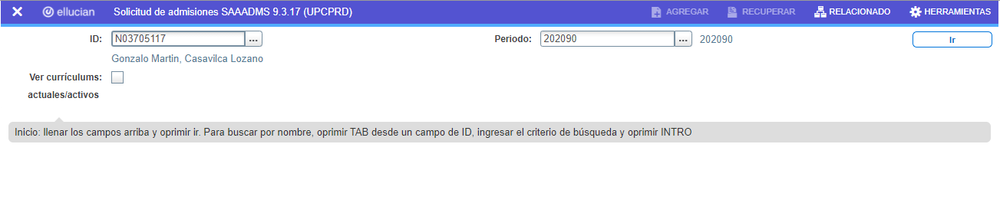 ✕ ellucian Solicitud de admisiones SAAADMS 9.3.17 (UPCPRD) AGREGAR RECUPERAR RELACIONADO HERRAMIENTAS
ID: N03705117 ... Periodo: 202090 ... 202090 Ir
Gonzalo Martin, Casavilca Lozano
Ver currículums:
actuales/activos
Inicio: llenar los campos arriba y oprimir ir. Para buscar por nombre, oprimir TAB desde un campo de ID, ingresar el criterio de búsqueda y oprimir INTRO